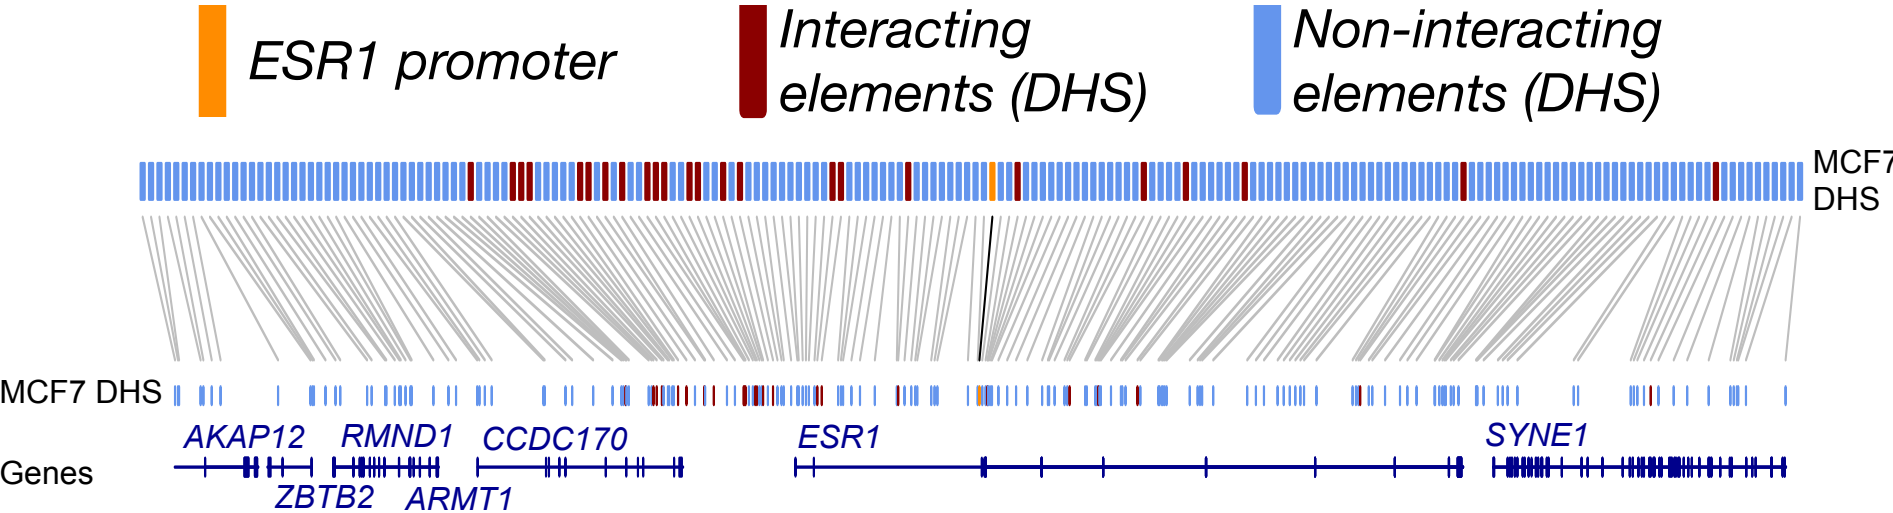 ESR1 promoter
Interacting
elements (DHS)
Non-interacting
elements (DHS)
MCF7
DHS
MCF7 DHS
AKAP12
RMND1
CCDC170
ESR1
SYNE1
Genes
ZBTB2
ARMT1